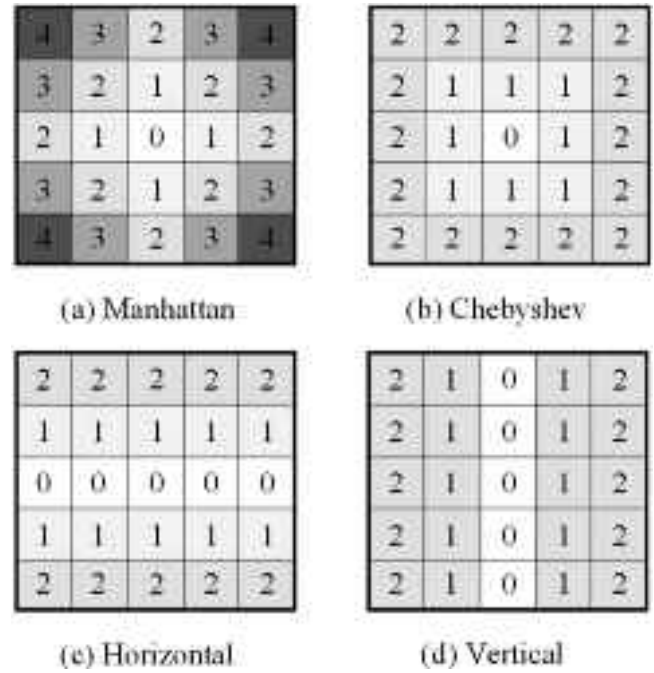 4 3 2 3 4
3 2 1 2 3
2 1 0 1 2
3 2 1 2 3
4 3 2 3 4
(a) Manhattan
2 2 2 2 2
2 1 1 1 2
2 1 0 1 2
2 1 1 1 2
2 2 2 2 2
(b) Chebyshev
2 2 2 2 2
1 1 1 1 1
0 0 0 0 0
1 1 1 1 1
2 2 2 2 2
(c) Horizontal
2 1 0 1 2
2 1 0 1 2
2 1 0 1 2
2 1 0 1 2
2 1 0 1 2
(d) Vertical